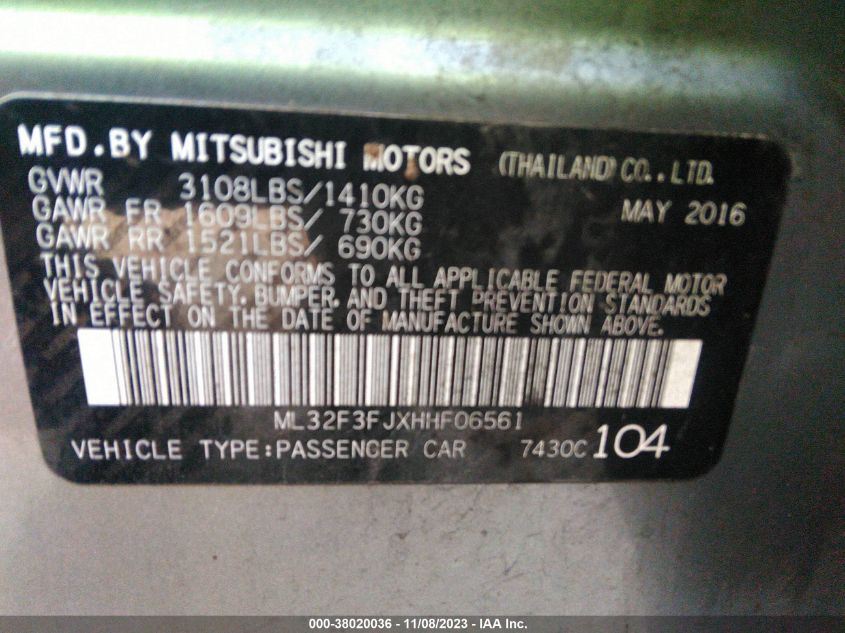 MFD.BY MITSUBISHI MOTORS (THAILAND) CO.,LTD.
GVWR 3108LBS/1410KG MAY 2016
GAWR FR 1609LBS/ 730KG
GAWR RR 1521LBS/ 690KG
THIS VEHICLE CONFORMS TO ALL APPLICABLE FEDERAL MOTOR
VEHICLE SAFETY, BUMPER, AND THEFT PREVENTION STANDARDS
IN EFFECT ON THE DATE OF MANUFACTURE SHOWN ABOVE.
ML32F3FJXHHF06561
VEHICLE TYPE:PASSENGER CAR 7430C 104
000-38020036 - 11/08/2023 - IAA Inc.